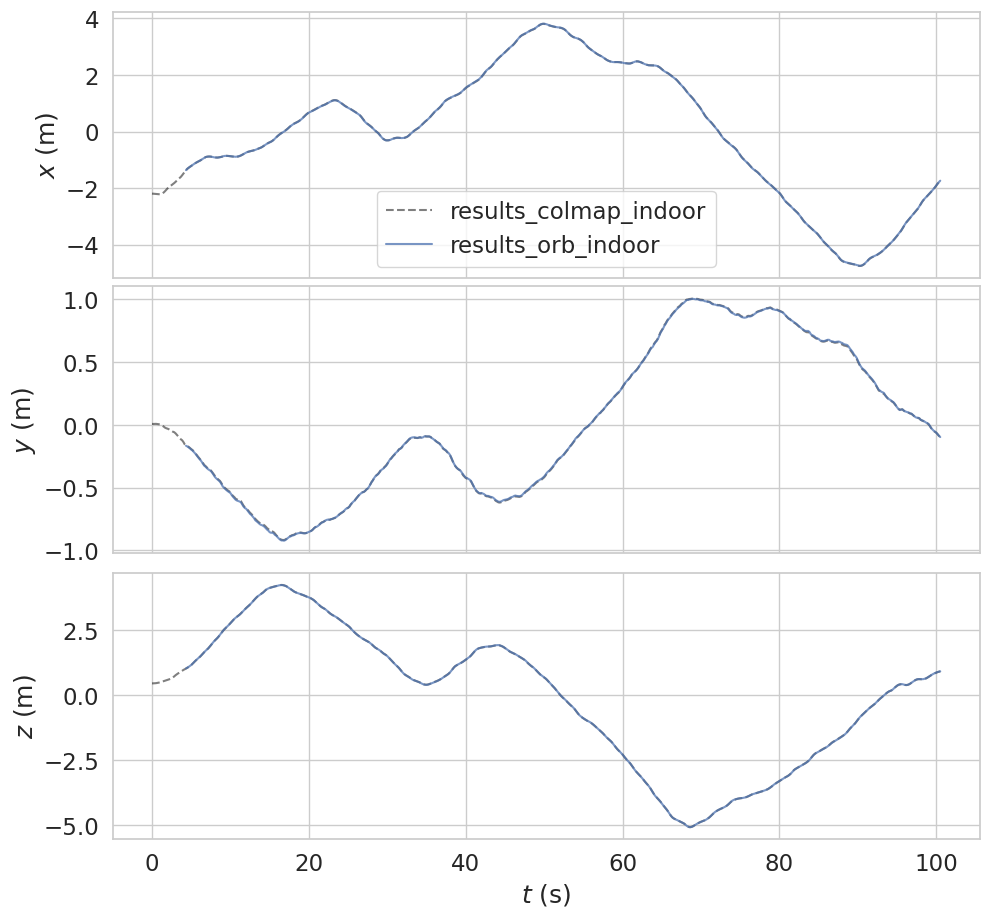 4
2
0
−2
−4
x (m)
results_colmap_indoor
results_orb_indoor
1.0
0.5
0.0
−0.5
−1.0
y (m)
2.5
0.0
−2.5
−5.0
z (m)
0 20 40 60 80 100
t (s)